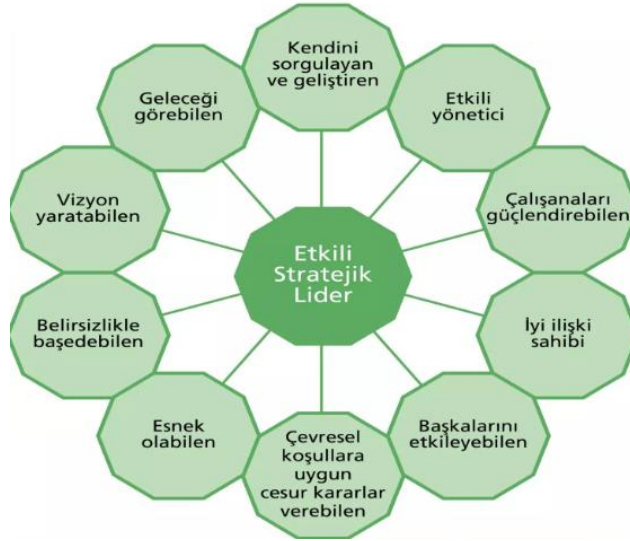 Kendini
sorgulayan
ve geliştiren
Etkili
yönetici
Çalışanaları
güçlendirebilen
İyi ilişki
sahibi
Başkalarını
etkileyebilen
Çevresel
koşullara
uygun
cesur kararlar
verebilen
Esnek
olabilen
Belirsizlikle
başedebilen
Vizyon
yaratabilen
Geleceği
görebilen
Etkili
Stratejik
Lider